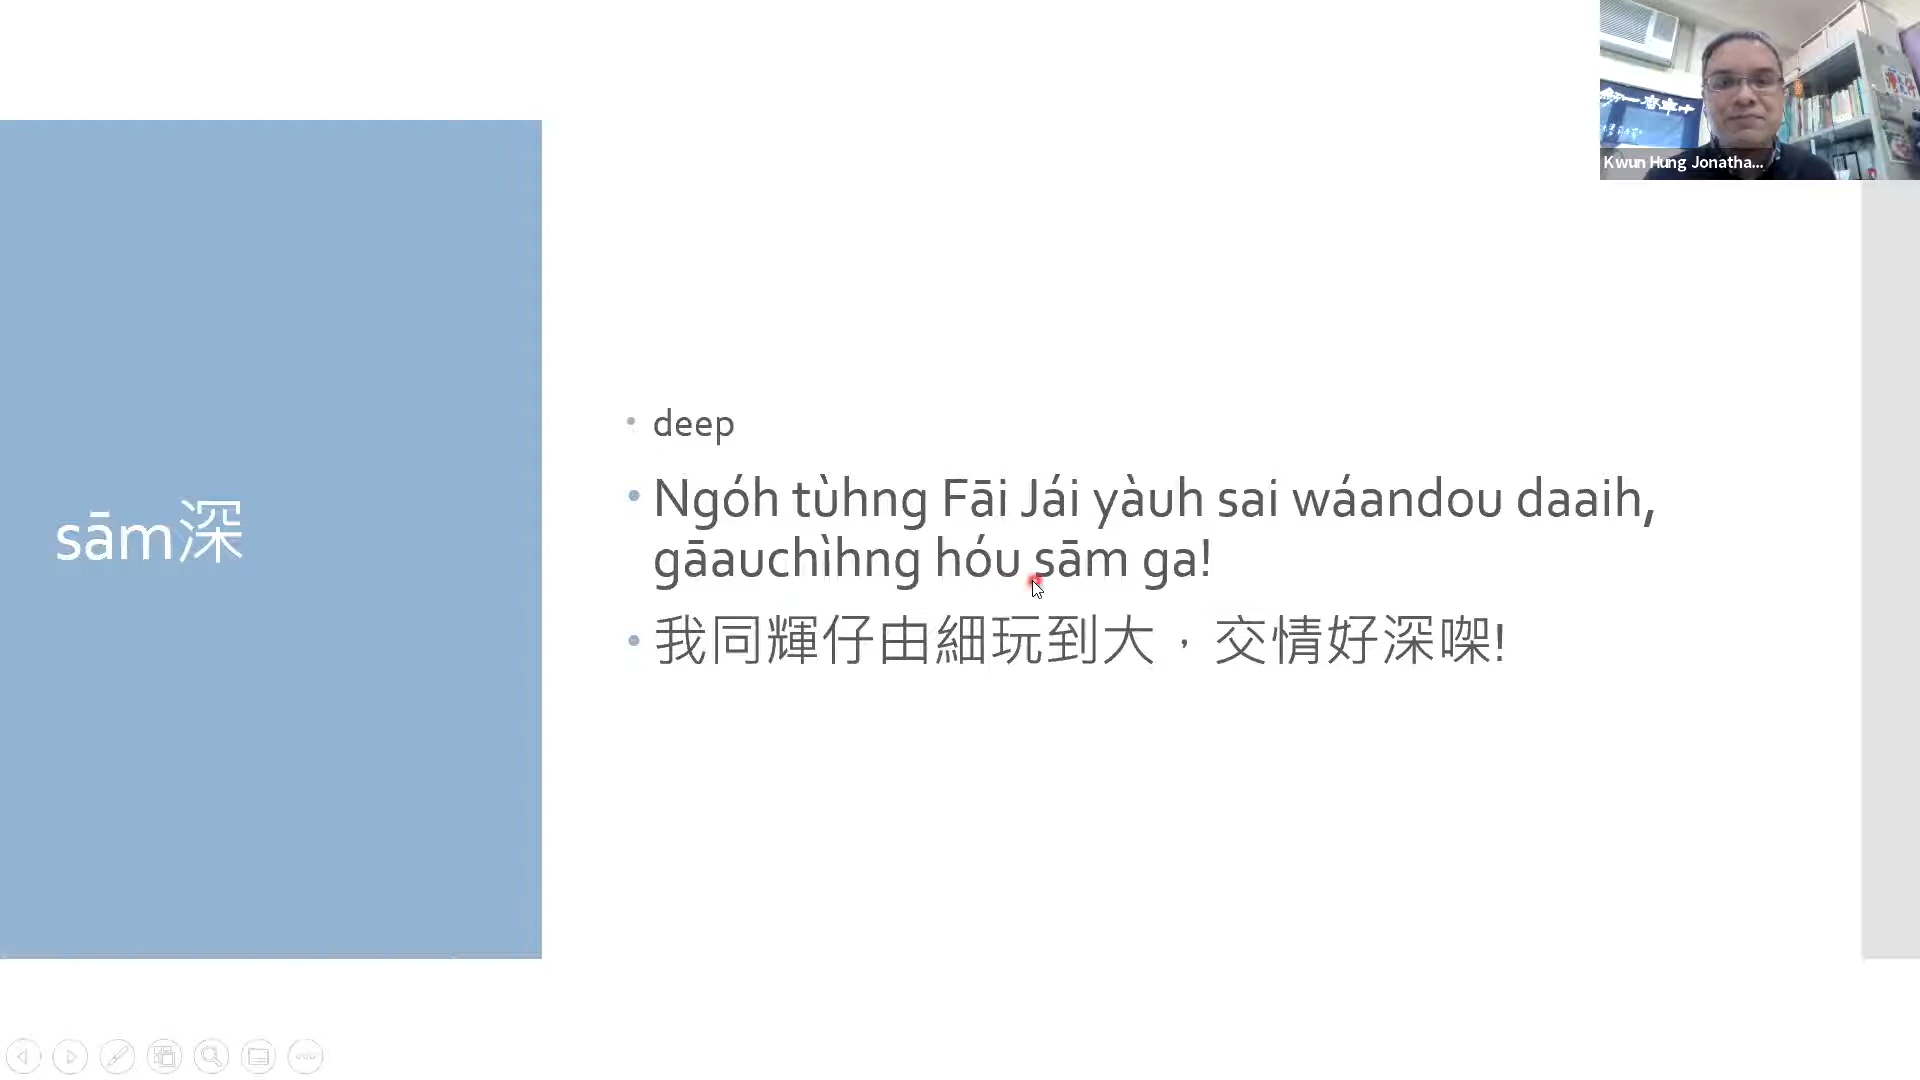 Kwun Hung Jonatha...
sām深
deep
Ngóh tùhng Fāi Jái yàuh sai wáandou daaih,
gāauchìhng hóu sām ga!
我同輝仔由細玩到大，交情好深㗎!